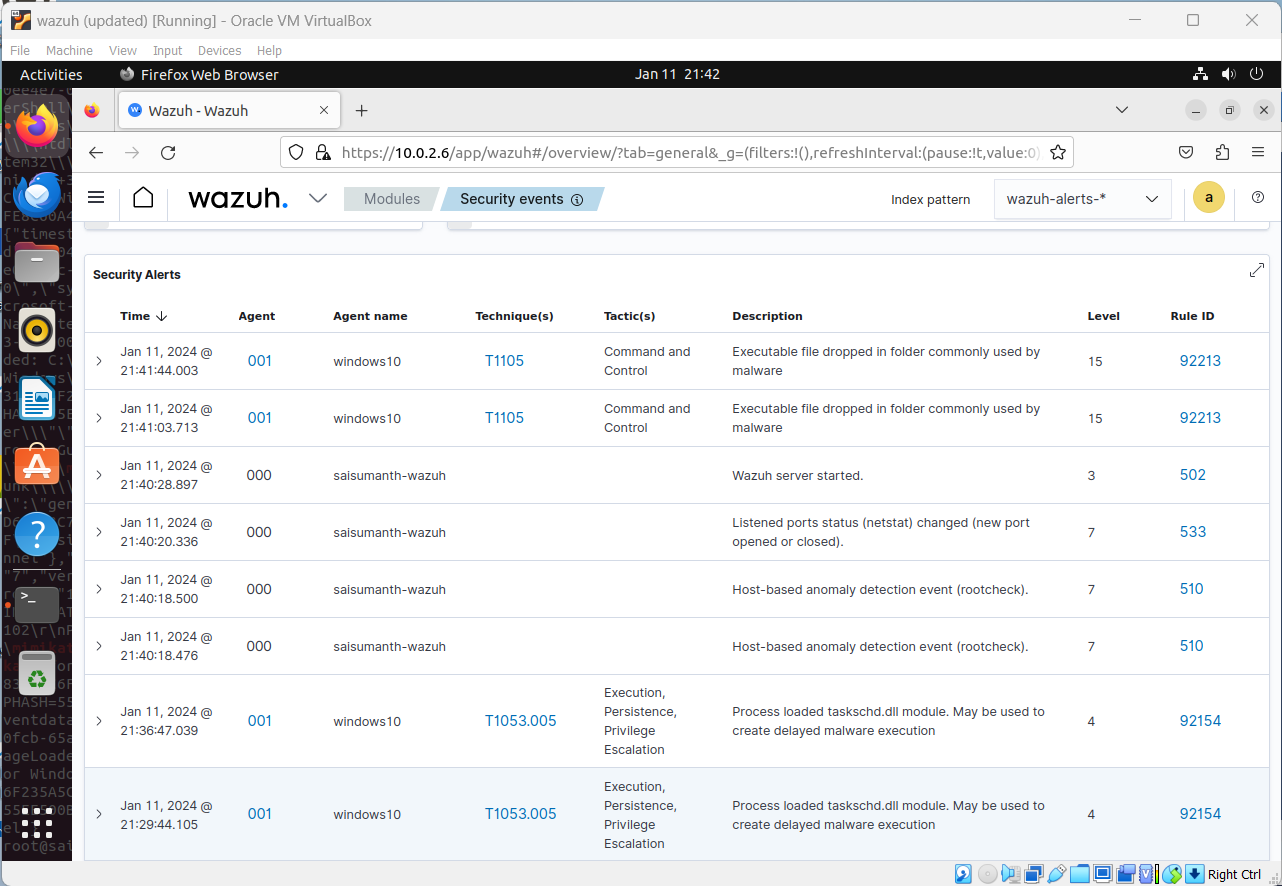 wazuh (updated) [Running] - Oracle VM VirtualBox
File Machine View Input Devices Help
Activities Firefox Web Browser Jan 11 21:42
Wazuh - Wazuh
https://10.0.2.6/app/wazuh#/overview/?tab=general&_g=(filters:!(),refreshInterval:(pause:!t,value:0)
wazuh. Modules Security events Index pattern wazuh-alerts-* a
Security Alerts
Time Agent Agent name Technique(s) Tactic(s) Description Level Rule ID
Jan 11, 2024 @ 21:41:44.003 001 windows10 T1105 Command and Control Executable file dropped in folder commonly used by malware 15 92213
Jan 11, 2024 @ 21:41:03.713 001 windows10 T1105 Command and Control Executable file dropped in folder commonly used by malware 15 92213
Jan 11, 2024 @ 21:40:28.897 000 saisumanth-wazuh Wazuh server started. 3 502
Jan 11, 2024 @ 21:40:20.336 000 saisumanth-wazuh Listened ports status (netstat) changed (new port opened or closed). 7 533
Jan 11, 2024 @ 21:40:18.500 000 saisumanth-wazuh Host-based anomaly detection event (rootcheck). 7 510
Jan 11, 2024 @ 21:40:18.476 000 saisumanth-wazuh Host-based anomaly detection event (rootcheck). 7 510
Jan 11, 2024 @ 21:36:47.039 001 windows10 T1053.005 Execution, Persistence, Privilege Escalation Process loaded taskschd.dll module. May be used to create delayed malware execution 4 92154
Jan 11, 2024 @ 21:29:44.105 001 windows10 T1053.005 Execution, Persistence, Privilege Escalation Process loaded taskschd.dll module. May be used to create delayed malware execution 4 92154
Right Ctrl